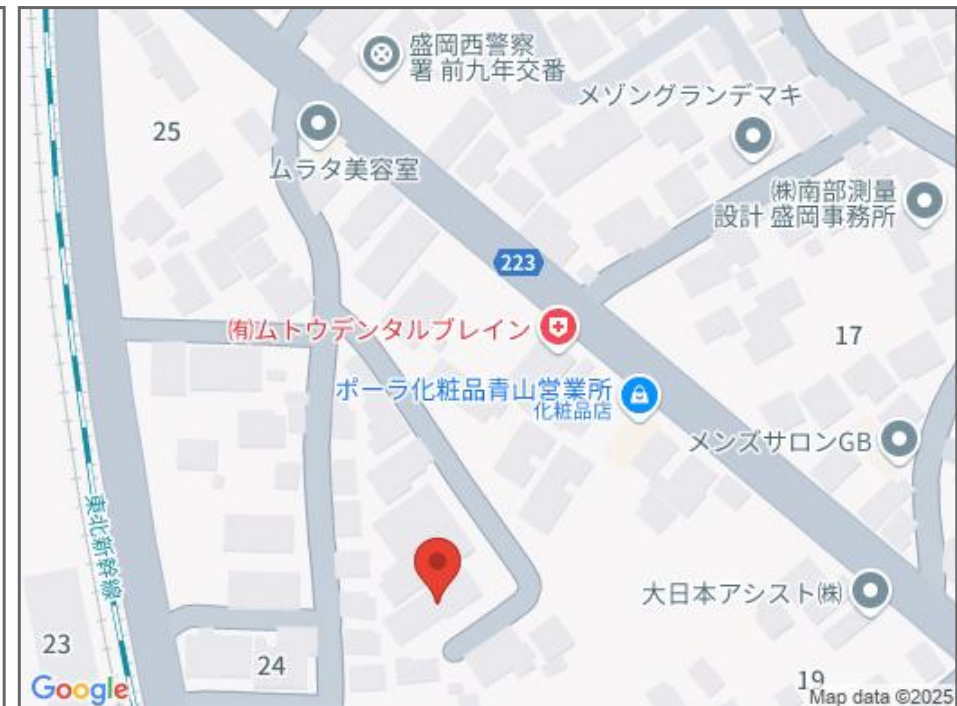 盛岡西警察
署 前九年交番
メゾングランデマキ
25
ムラタ美容室
㈱南部測量
設計 盛岡事務所
223
㈲ムトウデンタルブレイン
17
ポーラ化粧品青山営業所
化粧品店
メンズサロンGB
東北新幹線
大日本アシスト㈱
23
24
19
Google
Map data ©2025